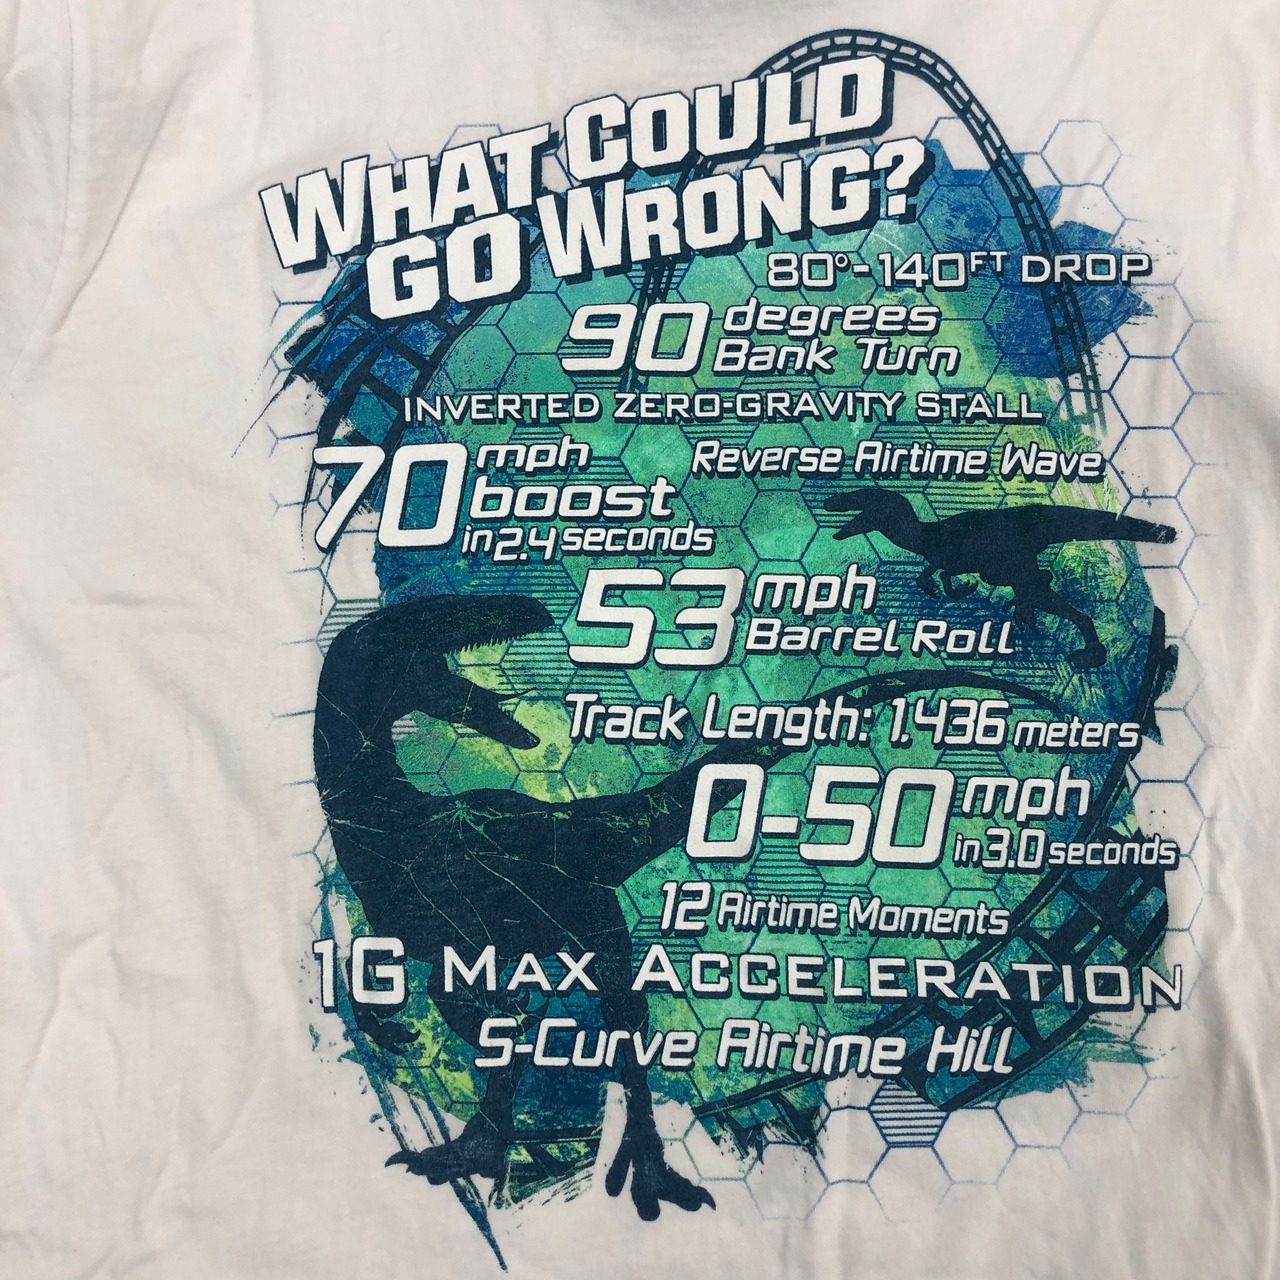 WHAT COULD
GO WRONG?
80°-140FT DROP
90 degrees
Bank Turn
INVERTED ZERO-GRAVITY STALL
70 mph
boost
in 2.4 seconds
Reverse Airtime Wave
53 mph
Barrel Roll
Track Length: 1.436 meters
0-50 mph
in 3.0 seconds
12 Airtime Moments
1G MAX ACCELERATION
S-Curve Airtime Hill